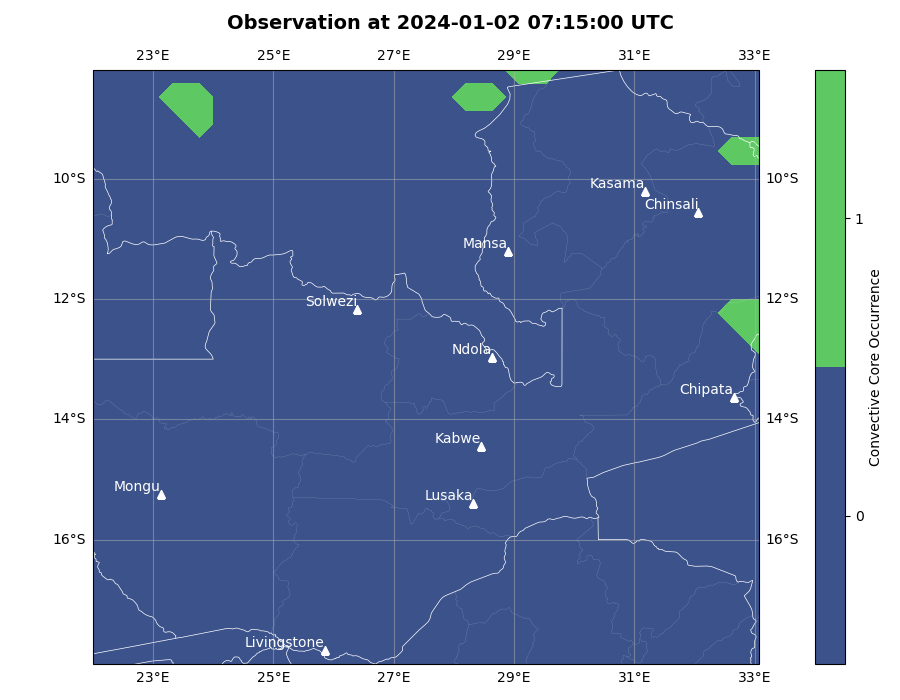 Observation at 2024-01-02 07:15:00 UTC
23°E 25°E 27°E 29°E 31°E 33°E
10°S 10°S
12°S 12°S
14°S 14°S
16°S 16°S
Kasama
Chinsali
Mansa
Solwezi
Ndola
Chipata
Kabwe
Mongu
Lusaka
Livingstone
23°E 25°E 27°E 29°E 31°E 33°E
1
0
Convective Core Occurrence